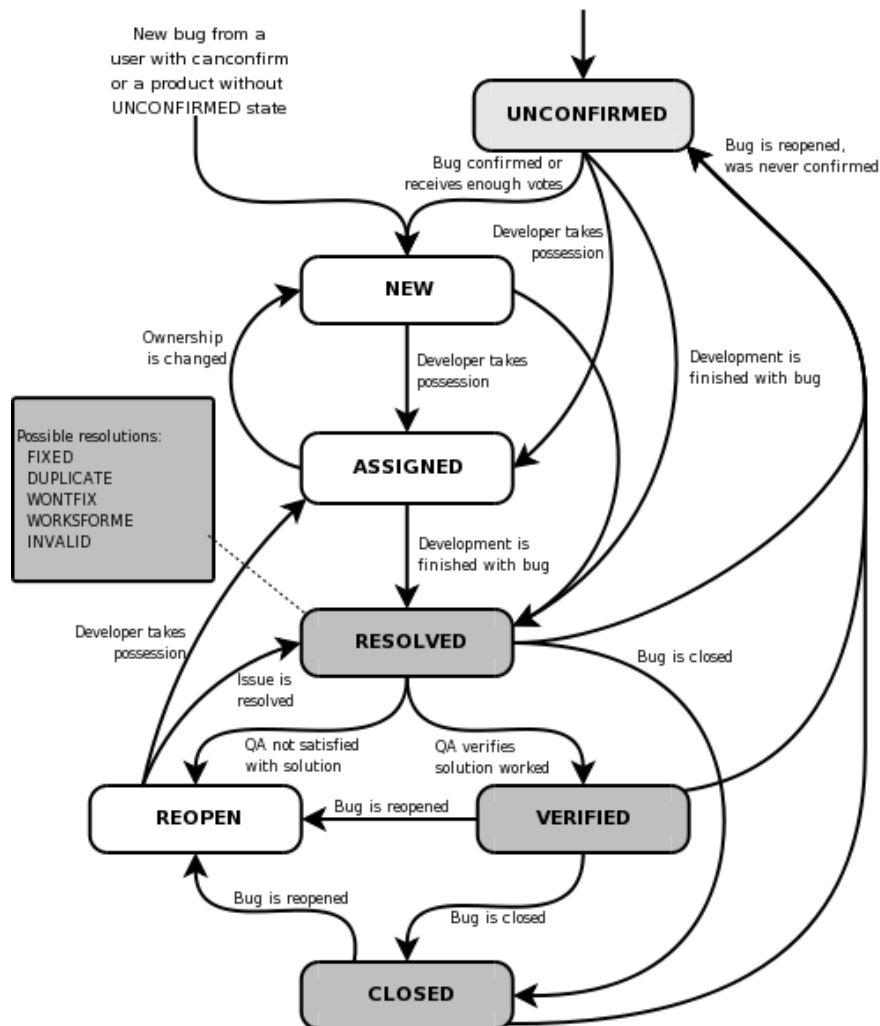 New bug from a
user with canconfirm
or a product without
UNCONFIRMED state
UNCONFIRMED
Bug is reopened,
was never confirmed
Bug confirmed or
receives enough votes
Developer takes
possession
NEW
Ownership
is changed
Developer takes
possession
Development is
finished with bug
Possible resolutions:
FIXED
DUPLICATE
WONTFIX
WORKSFORME
INVALID
ASSIGNED
Development is
finished with bug
RESOLVED
Developer takes
possession
Bug is closed
Issue is
resolved
QA not satisfied
with solution
QA verifies
solution worked
REOPEN
Bug is reopened
VERIFIED
Bug is reopened
Bug is closed
CLOSED